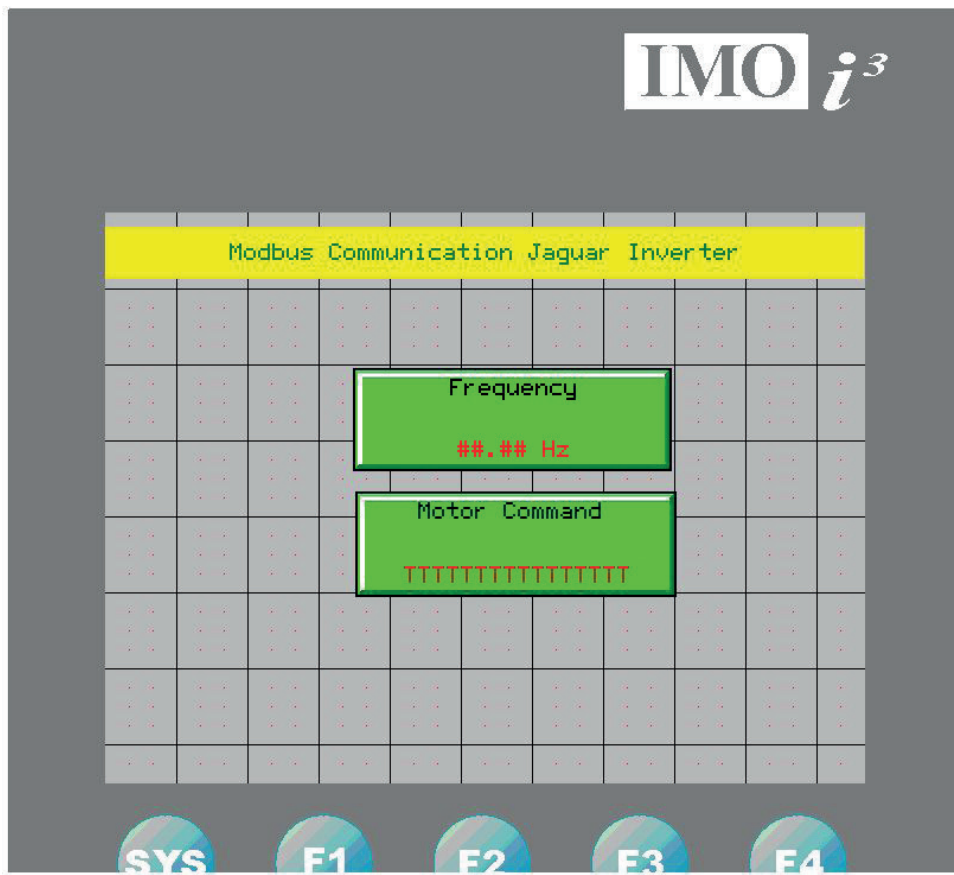 IMO i³
Modbus Communication Jaguar Inverter
Frequency
##.## Hz
Motor Command
TTTTTTTTTTTTTTTT
SYS F1 F2 F3 F4